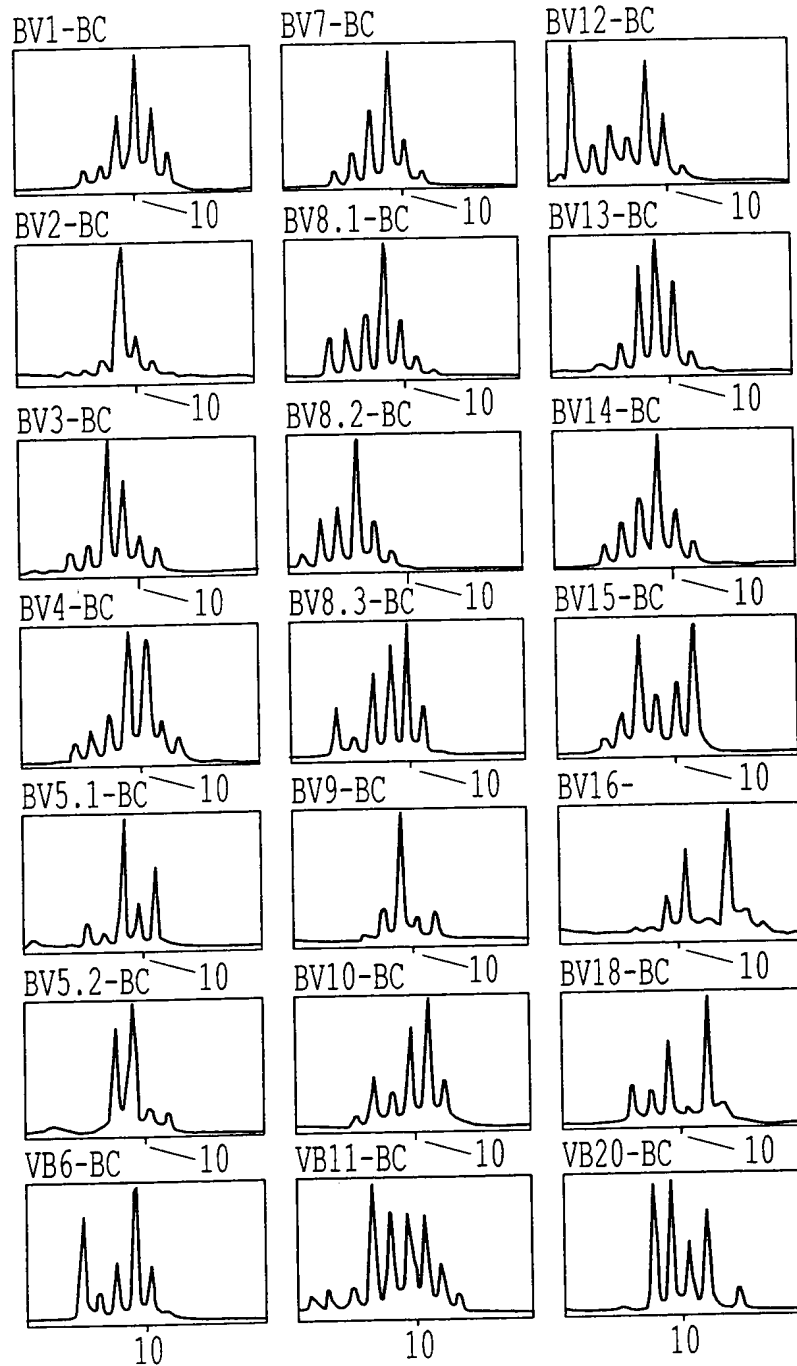 BV1-BC BV7-BC BV12-BC
10 10 10
BV2-BC BV8.1-BC BV13-BC
10 10 10
BV3-BC BV8.2-BC BV14-BC
10 10 10
BV4-BC BV8.3-BC BV15-BC
10 10 10
BV5.1-BC BV9-BC BV16-
10 10 10
BV5.2-BC BV10-BC BV18-BC
10 10 10
VB6-BC VB11-BC VB20-BC
10 10 10